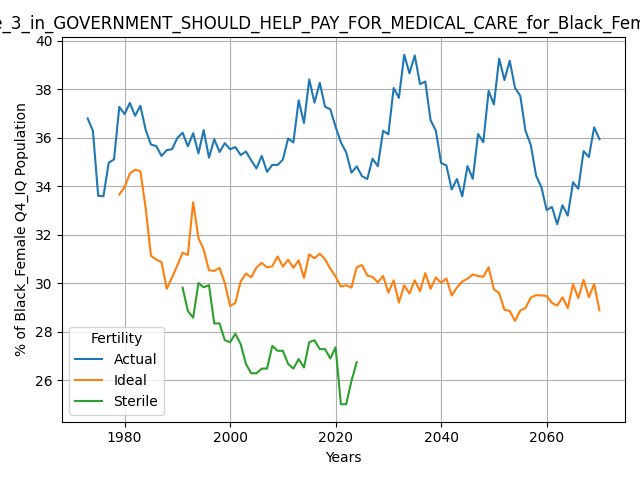 e_3_in_GOVERNMENT_SHOULD_HELP_PAY_FOR_MEDICAL_CARE_for_Black_Fem
% of Black_Female Q4_IQ Population
40
38
36
34
32
30
28
26
Fertility
Actual
Ideal
Sterile
1980
2000
2020
2040
2060
Years